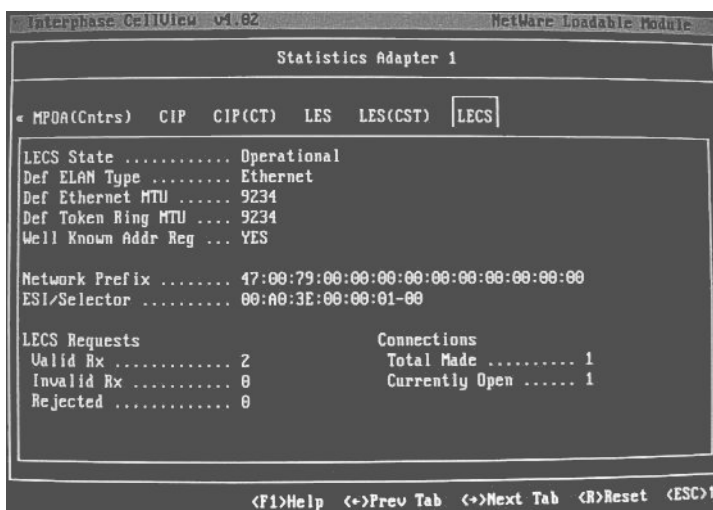 Interphase CellView v4.02 NetWare Loadable Module
Statistics Adapter 1
« MPOA(Cntrs) CIP CIP(CT) LES LES(CST) LECS
LECS State ............ Operational
Def ELAN Type ......... Ethernet
Def Ethernet MTU ...... 9234
Def Token Ring MTU .... 9234
Well Known Addr Reg ... YES
Network Prefix ........ 47:00:79:00:00:00:00:00:00:00:00:00:00
ESI/Selector .......... 00:A0:3E:00:00:01-00
LECS Requests Connections
Valid Rx ............. 2 Total Made .......... 1
Invalid Rx ........... 0 Currently Open ...... 1
Rejected ............. 0
<F1>Help <←>Prev Tab <→>Next Tab <R>Reset <ESC>